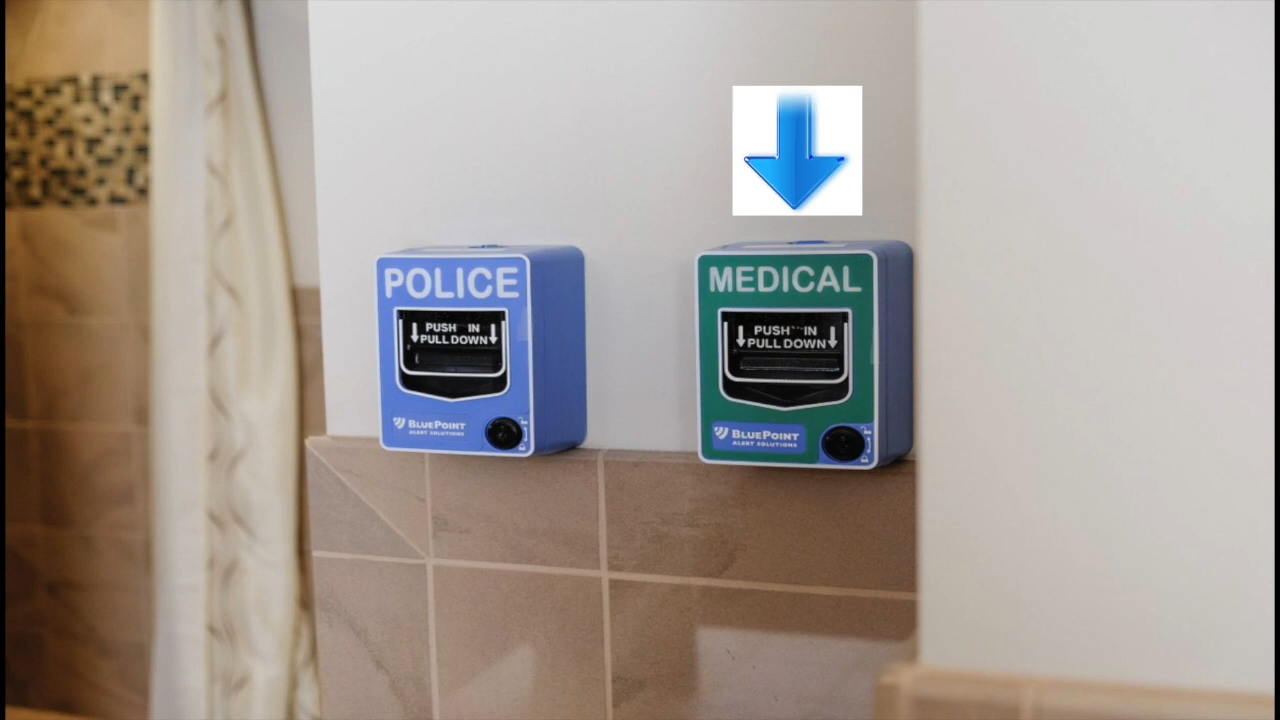 POLICE
PUSH IN
PULL DOWN
BLUEPOINT
ALERT SOLUTIONS
MEDICAL
PUSH IN
PULL DOWN
BLUEPOINT
ALERT SOLUTIONS